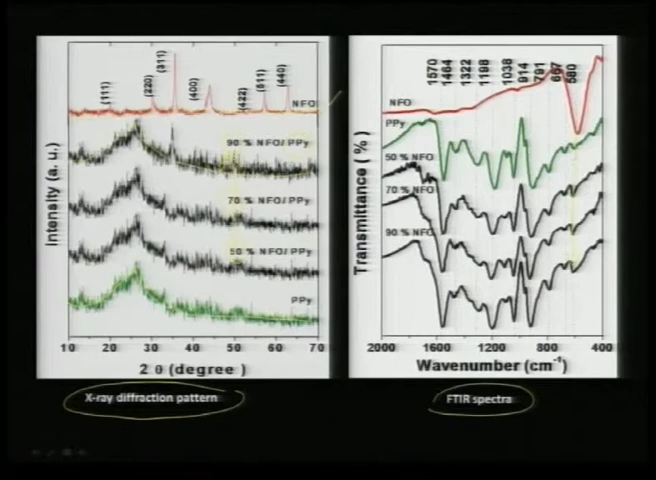 (111)
(220)
(311)
(400)
(422)
(511)
(440)
NFO
90 % NFO/ PPy
70 % NFO/ PPy
50 % NFO/ PPy
PPy
Intensity (a. u.)
10 20 30 40 50 60 70
2 θ (degree )
X-ray diffraction pattern
1570
1464
1322
1198
1038
914
791
667
580
NFO
PPy
50 % NFO
70 % NFO
90 % NFO
Transmittance ( % )
2000 1600 1200 800 400
Wavenumber (cm-1)
FTIR spectra